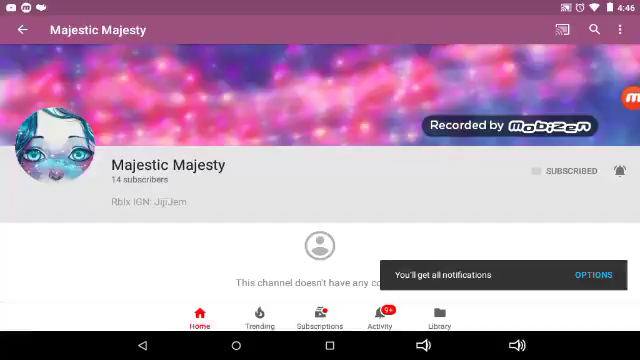 4:46
Majestic Majesty
Recorded by mobizen
Majestic Majesty
14 subscribers
SUBSCRIBED
Rblx IGN: JijiJem
You'll get all notifications
OPTIONS
This channel doesn't have any
9+
Home
Trending
Subscriptions
Activity
Library